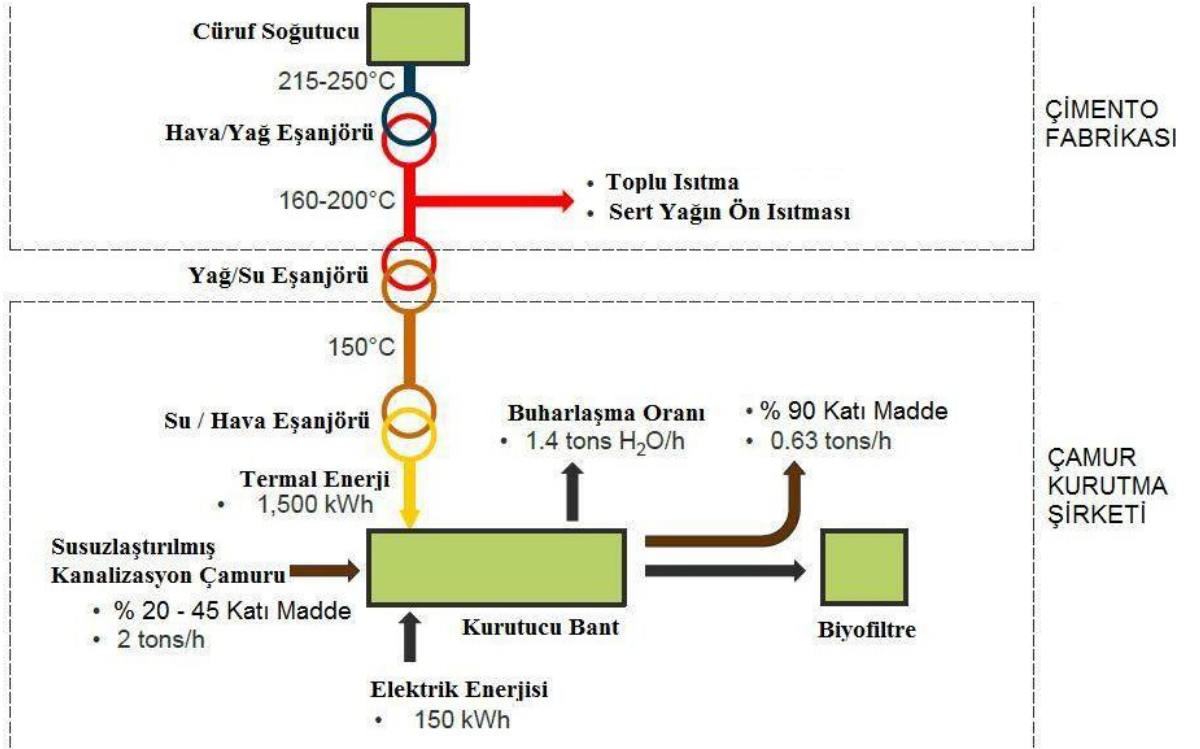 Cüruf Soğutucu
215-250°C
Hava/Yağ Eşanjörü
ÇİMENTO
FABRİKASI
160-200°C
• Toplu Isıtma
• Sert Yağın Ön Isıtması
Yağ/Su Eşanjörü
150°C
Su / Hava Eşanjörü
Buharlaşma Oranı
• 1.4 tons H₂O/h
• % 90 Katı Madde
• 0.63 tons/h
Termal Enerji
• 1,500 kWh
ÇAMUR
KURUTMA
ŞİRKETİ
Susuzlaştırılmış
Kanalizasyon Çamuru
• % 20 - 45 Katı Madde
• 2 tons/h
Kurutucu Bant
Biyofiltre
Elektrik Enerjisi
• 150 kWh